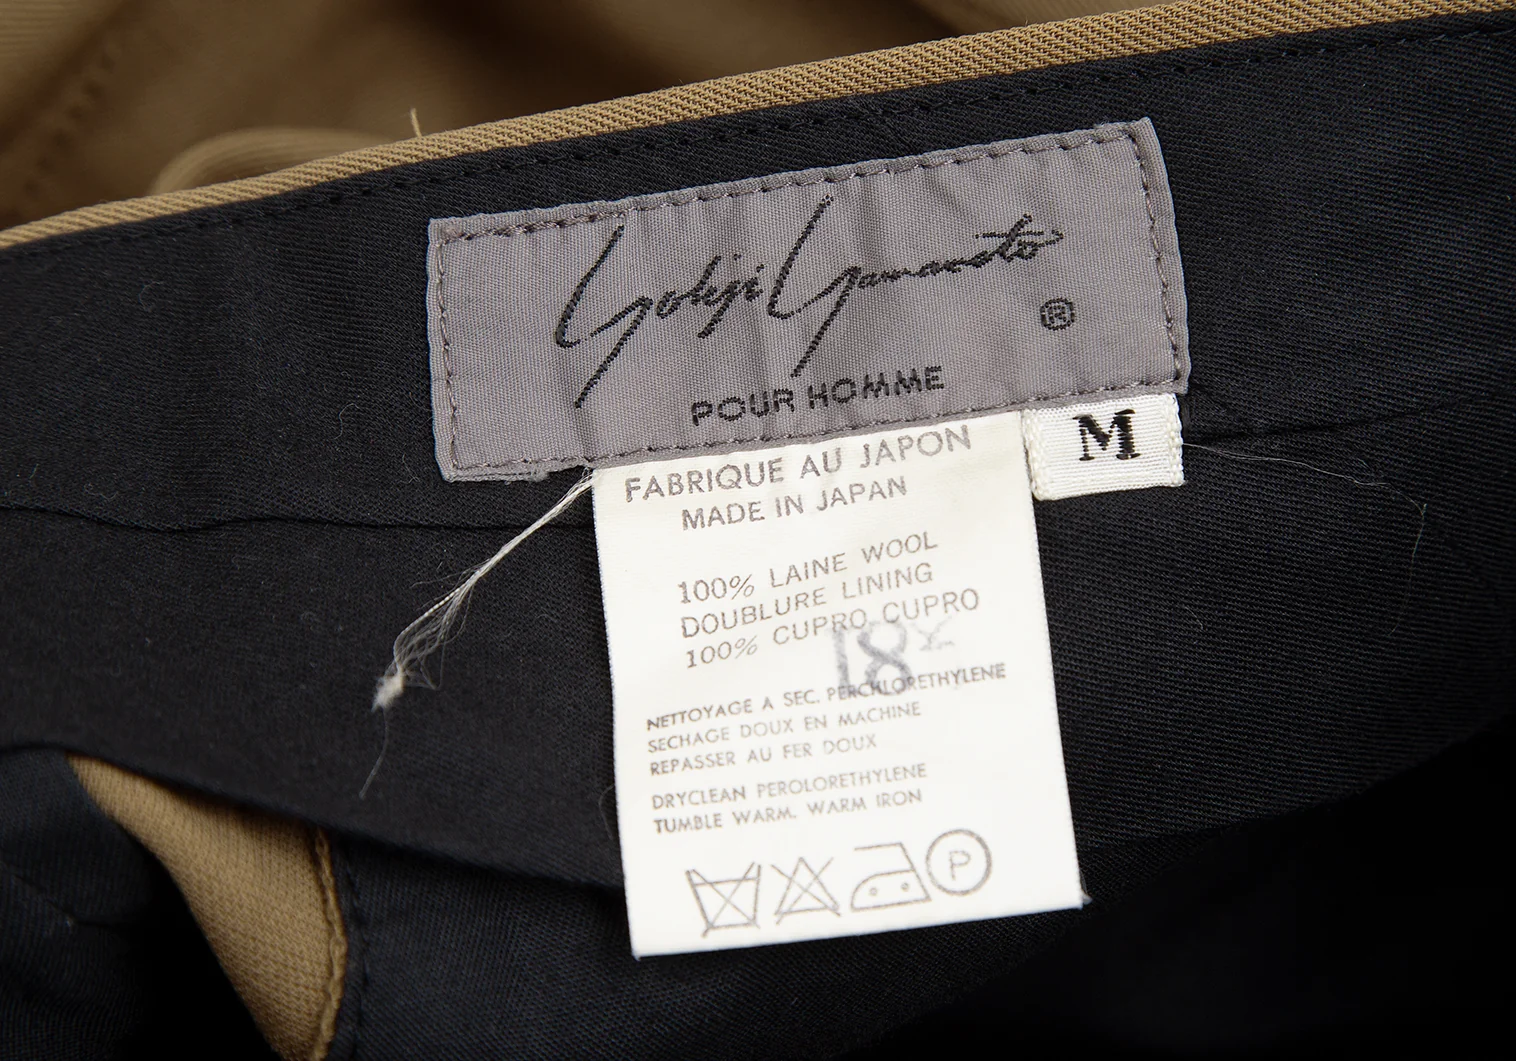 Yohji Yamamoto
®
POUR HOMME
M
FABRIQUE AU JAPON
MADE IN JAPAN
100% LAINE WOOL
DOUBLURE LINING
100% CUPRO CUPRO
18
NETTOYAGE A SEC. PERCHLORETHYLENE
SECHAGE DOUX EN MACHINE
REPASSER AU FER DOUX
DRYCLEAN PEROLORETHYLENE
TUMBLE WARM. WARM IRON
P